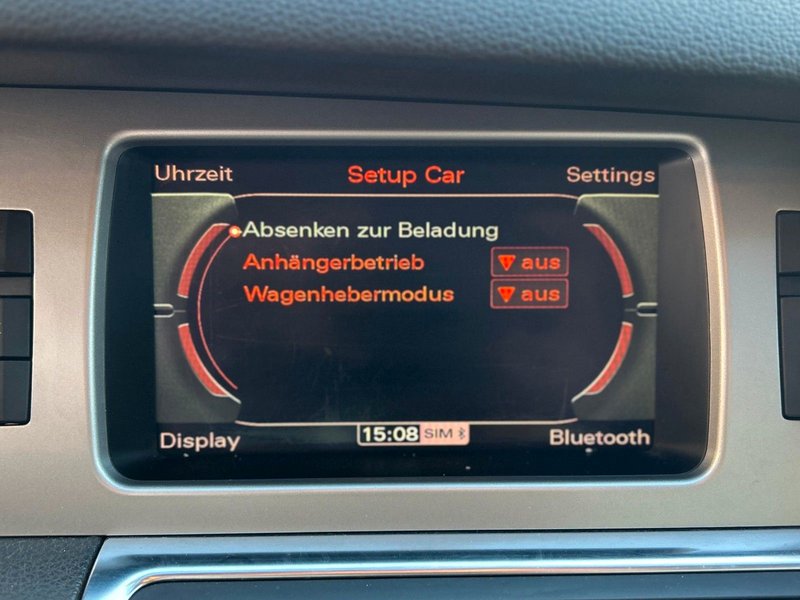 Uhrzeit Setup Car Settings
Absenken zur Beladung
Anhängerbetrieb aus
Wagenhebermodus aus
Display 15:08 SIM Bluetooth